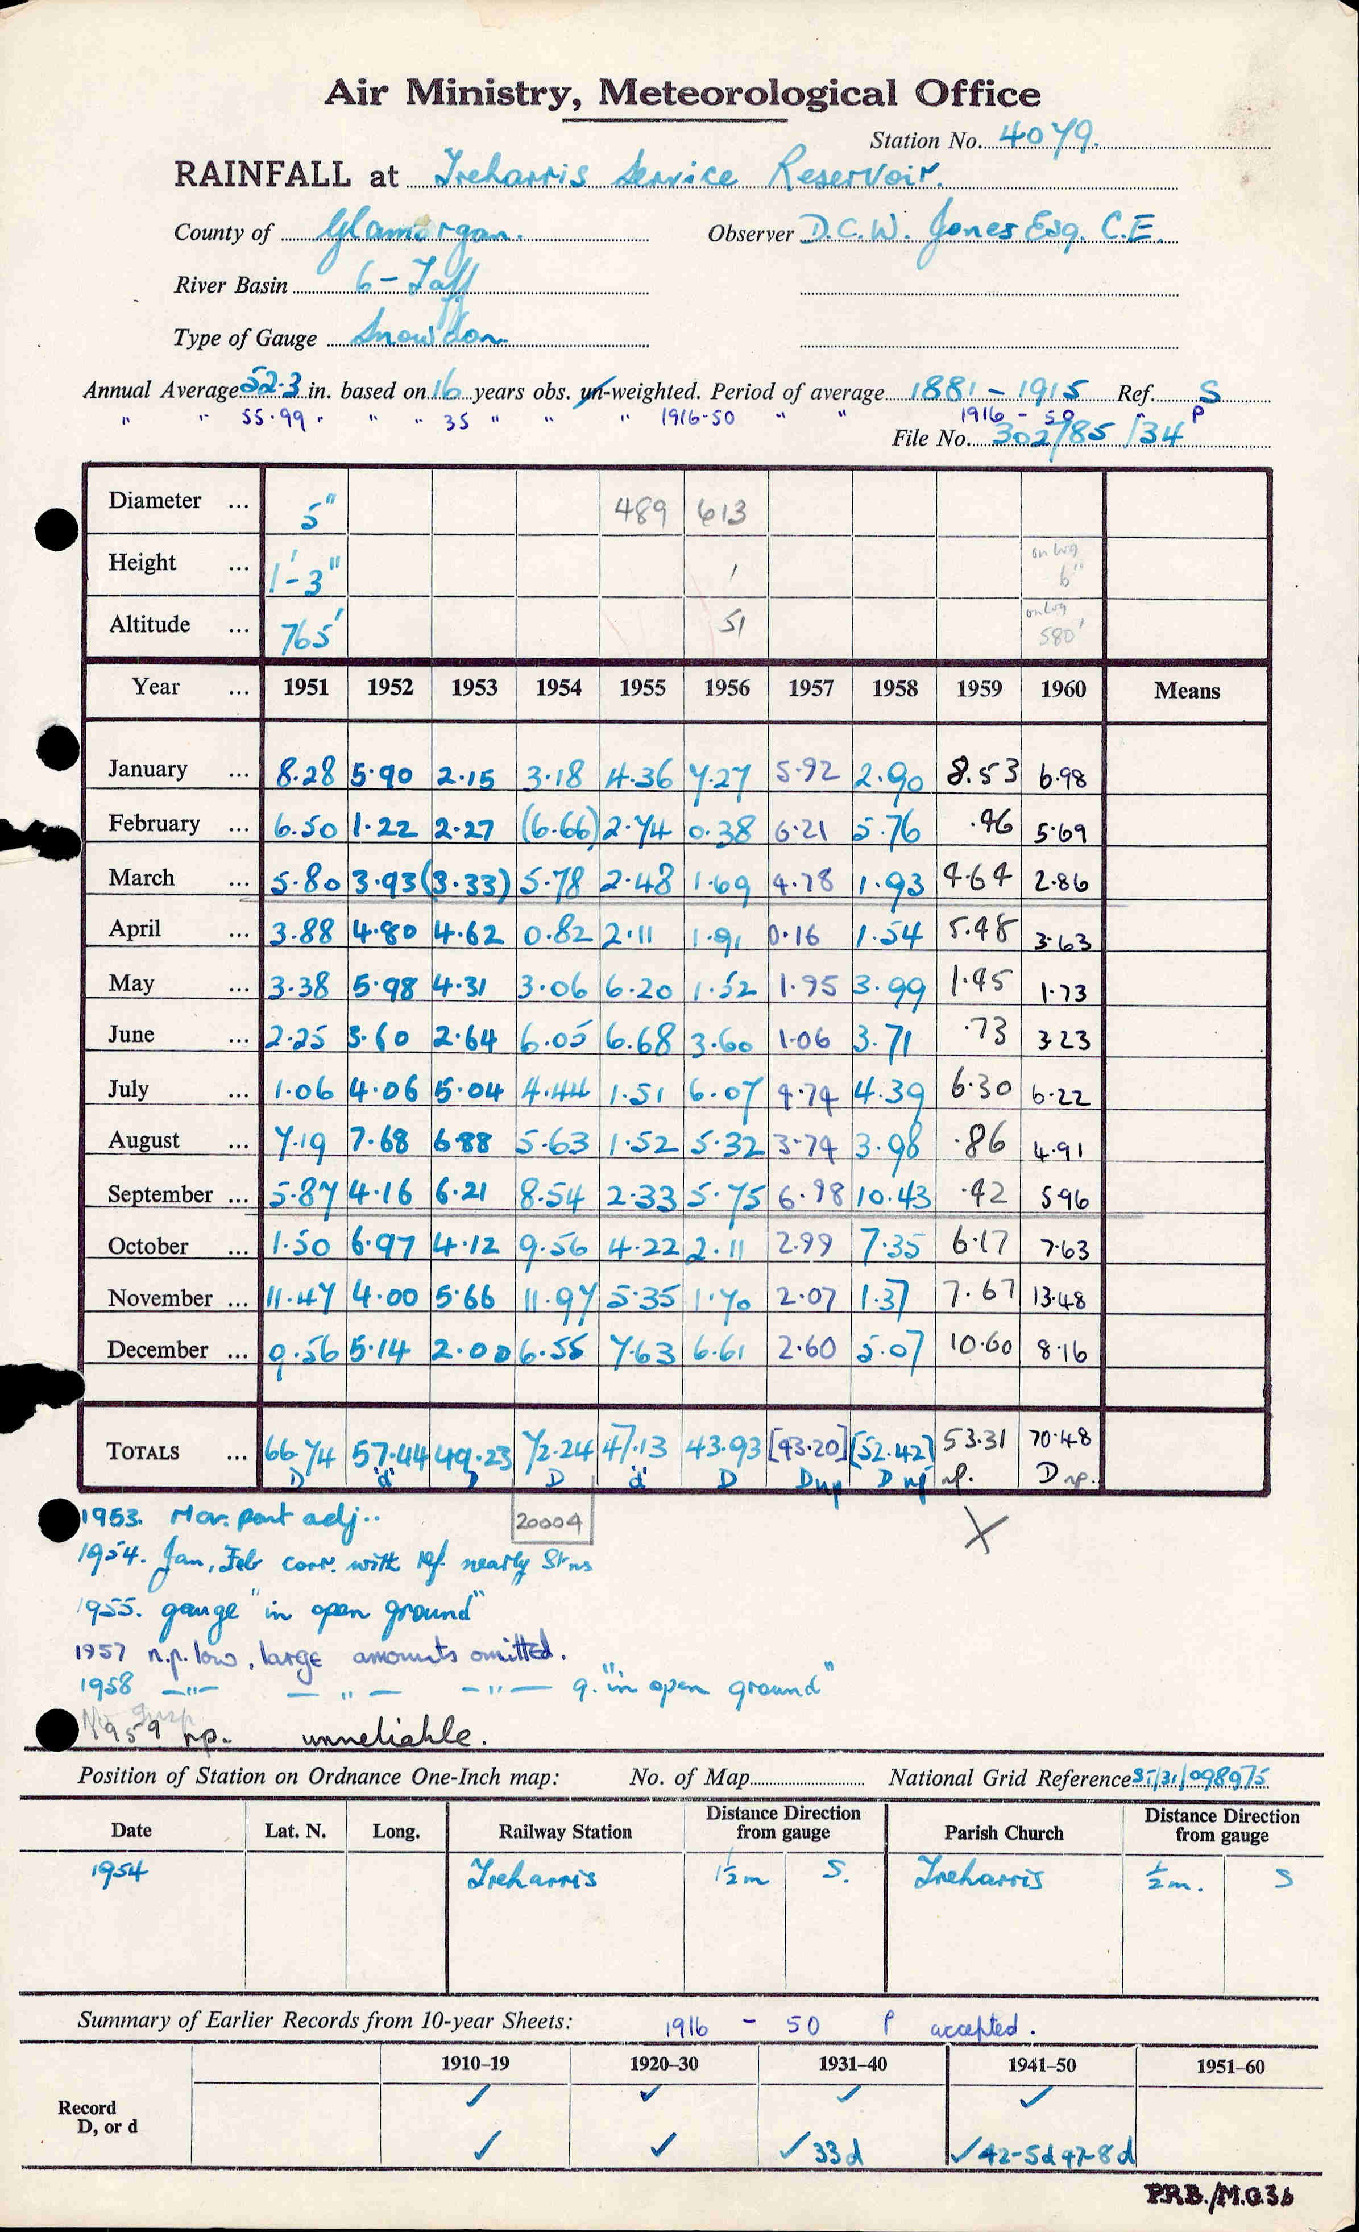 Air Ministry, Meteorological Office
Station No. 4079.
RAINFALL at Treharris Service Reservoir.
County of Glamorgan. Observer D.C.W. Jones Esq. C.E.
River Basin 6 - Taff
Type of Gauge Snowdon
Annual Average 52.3 in. based on 16 years obs. un-weighted. Period of average 1881 - 1915 Ref. S
" " 55.99 " " " 35 " " " 1916-50 " " 1916 - 50 P
File No. 302/85/34
Diameter ... 5" 489 613
Height ... 1'-3" 1 on log 6"
Altitude ... 765' 51 on log 580'
Year ... 1951 1952 1953 1954 1955 1956 1957 1958 1959 1960 Means
January ... 8.28 5.90 2.15 3.18 4.36 7.27 5.92 2.90 8.53 6.98
February ... 6.50 1.22 2.27 (6.66) 2.74 0.38 6.21 5.76 .46 5.69
March ... 5.80 3.93 (3.33) 5.78 2.48 1.69 4.78 1.93 4.64 2.86
April ... 3.88 4.80 4.62 0.82 2.11 1.91 0.16 1.54 5.48 3.63
May ... 3.38 5.98 4.31 3.06 6.20 1.52 1.95 3.99 1.45 1.73
June ... 2.25 3.60 2.64 6.05 6.68 3.60 1.06 3.71 .73 3.23
July ... 1.06 4.06 5.04 4.44 1.51 6.07 4.74 4.39 6.30 6.22
August ... 7.19 7.68 6.88 5.63 1.52 5.32 3.74 3.98 .86 4.91
September ... 5.87 4.16 6.21 8.54 2.33 5.75 6.98 10.43 .42 5.96
October ... 1.50 6.97 4.12 9.56 4.22 2.11 2.99 7.35 6.17 7.63
November ... 11.47 4.00 5.66 11.97 5.35 1.70 2.07 1.37 7.67 13.48
December ... 9.56 5.14 2.00 6.55 7.63 6.61 2.60 5.07 10.60 8.16
TOTALS ... 66.74 57.44 49.23 72.24 47.13 43.93 [43.20] [52.42] 53.31 70.48
D 'd' D D 'd' D D np D np np. D np.
1953. Mar. part adj..
20004
X
1954. Jan, Feb corr. with ref. nearly Stns
1955. gauge "in open ground"
1957 n.p. low, large amounts omitted.
1958 —"— — " — — " — g. "in open ground"
1959 np. unreliable.
Position of Station on Ordnance One-Inch map: No. of Map National Grid Reference 31/098975
Date Lat. N. Long. Railway Station Distance Direction from gauge Parish Church Distance Direction from gauge
1954 Treharris 1½m S. Treharris ½m. S
Summary of Earlier Records from 10-year Sheets: 1916 - 50 P accepted.
1910–19 1920–30 1931–40 1941–50 1951–60
Record ✓ ✓ ✓ ✓
D, or d ✓ ✓ ✓ 33d ✓ 42-5d 47-8d
P.R.B./M.O.36